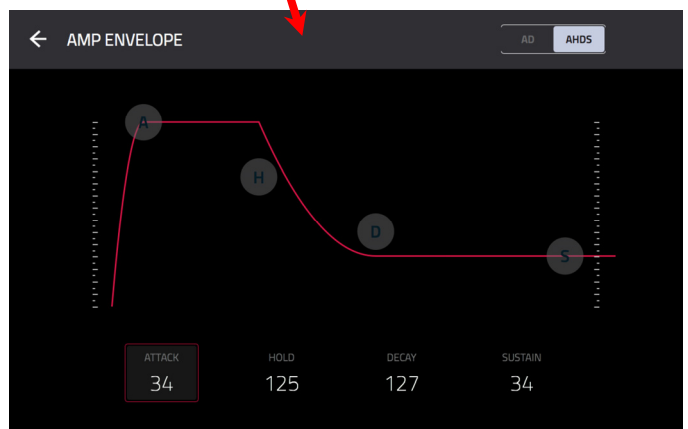 AMP ENVELOPE
AD AHDS
A
H
D
S
ATTACK HOLD DECAY SUSTAIN
34 125 127 34